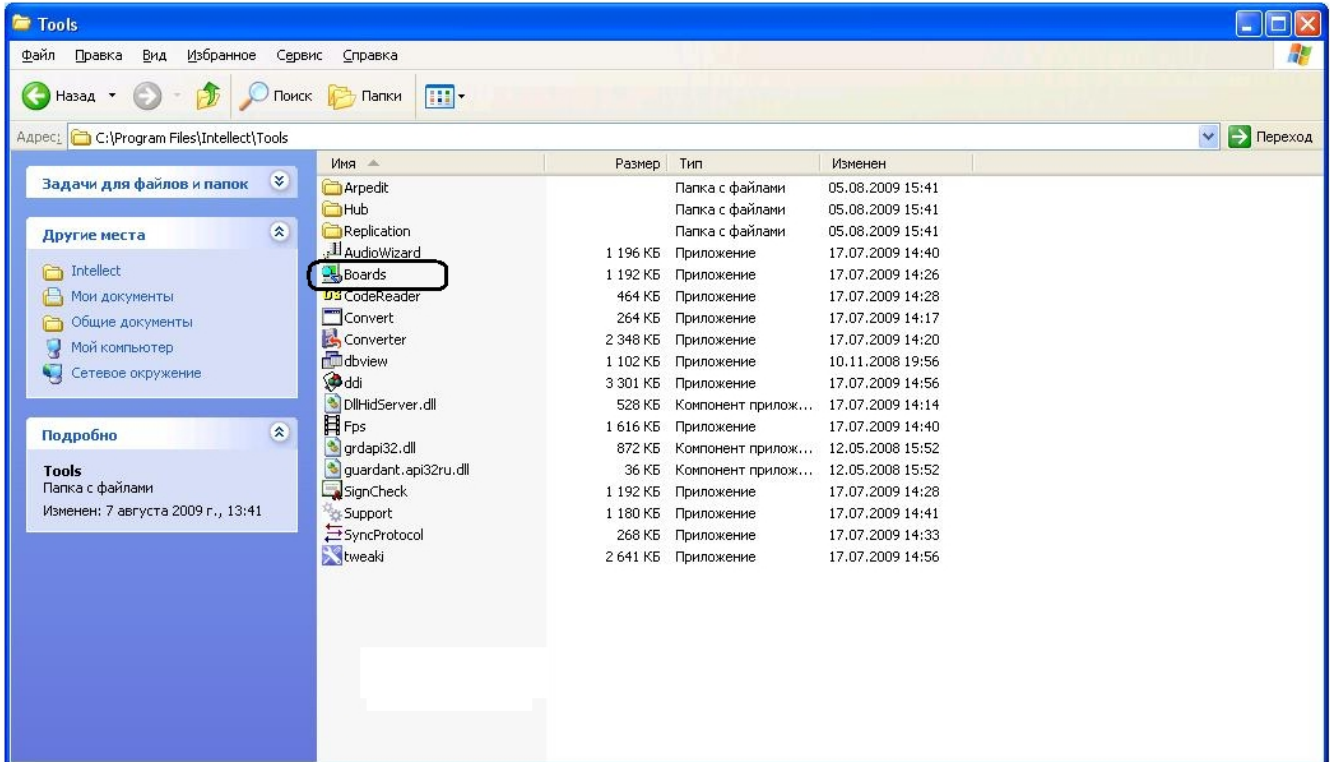 Tools
Файл Правка Вид Избранное Сервис Справка
Назад Поиск Папки
Адрес: C:\Program Files\Intellect\Tools Переход
Задачи для файлов и папок
Другие места
Intellect
Мои документы
Общие документы
Мой компьютер
Сетевое окружение
Подробно
Tools
Папка с файлами
Изменен: 7 августа 2009 г., 13:41
Имя Размер Тип Изменен
Arpedit Папка с файлами 05.08.2009 15:41
Hub Папка с файлами 05.08.2009 15:41
Replication Папка с файлами 05.08.2009 15:41
AudioWizard 1 196 КБ Приложение 17.07.2009 14:40
Boards 1 192 КБ Приложение 17.07.2009 14:26
CodeReader 464 КБ Приложение 17.07.2009 14:28
Convert 264 КБ Приложение 17.07.2009 14:17
Converter 2 348 КБ Приложение 17.07.2009 14:20
dbview 1 102 КБ Приложение 10.11.2008 19:56
ddi 3 301 КБ Приложение 17.07.2009 14:56
DllHidServer.dll 528 КБ Компонент прилож... 17.07.2009 14:14
Fps 1 616 КБ Приложение 17.07.2009 14:40
grdapi32.dll 872 КБ Компонент прилож... 12.05.2008 15:52
guardant.api32ru.dll 36 КБ Компонент прилож... 12.05.2008 15:52
SignCheck 1 192 КБ Приложение 17.07.2009 14:28
Support 1 180 КБ Приложение 17.07.2009 14:41
SyncProtocol 268 КБ Приложение 17.07.2009 14:33
tweaki 2 641 КБ Приложение 17.07.2009 14:56